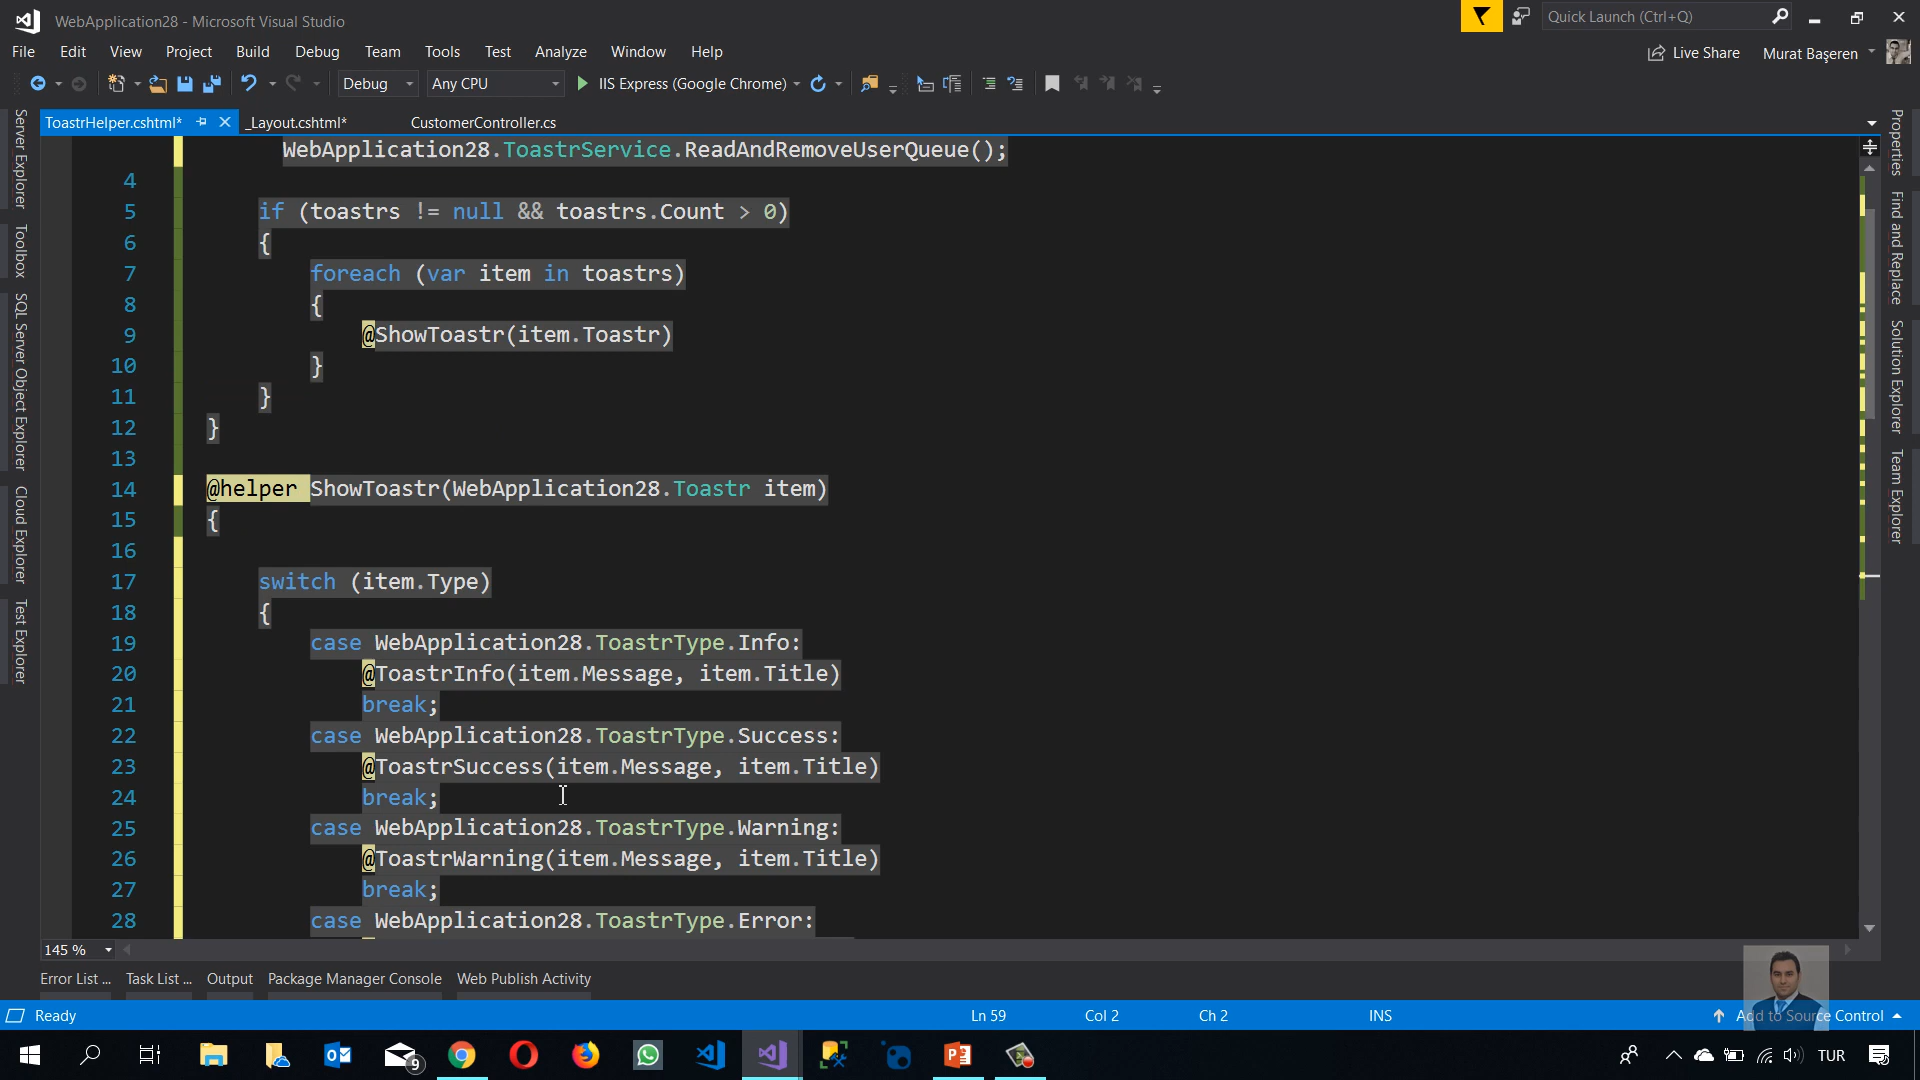 WebApplication28 - Microsoft Visual Studio
Quick Launch (Ctrl+Q)
File Edit View Project Build Debug Team Tools Test Analyze Window Help
Live Share Murat Başeren
Debug Any CPU IIS Express (Google Chrome)
ToastrHelper.cshtml* _Layout.cshtml* CustomerController.cs
WebApplication28.ToastrService.ReadAndRemoveUserQueue();
4
5 if (toastrs != null && toastrs.Count > 0)
6 {
7 foreach (var item in toastrs)
8 {
9 @ShowToastr(item.Toastr)
10 }
11 }
12 }
13
14 @helper ShowToastr(WebApplication28.Toastr item)
15 {
16
17 switch (item.Type)
18 {
19 case WebApplication28.ToastrType.Info:
20 @ToastrInfo(item.Message, item.Title)
21 break;
22 case WebApplication28.ToastrType.Success:
23 @ToastrSuccess(item.Message, item.Title)
24 break;
25 case WebApplication28.ToastrType.Warning:
26 @ToastrWarning(item.Message, item.Title)
27 break;
28 case WebApplication28.ToastrType.Error:
Server Explorer
Toolbox
SQL Server Object Explorer
Cloud Explorer
Test Explorer
Properties
Find and Replace
Solution Explorer
Team Explorer
145 %
Error List ... Task List ... Output Package Manager Console Web Publish Activity
Ready Ln 59 Col 2 Ch 2 INS Add to Source Control
9
TUR